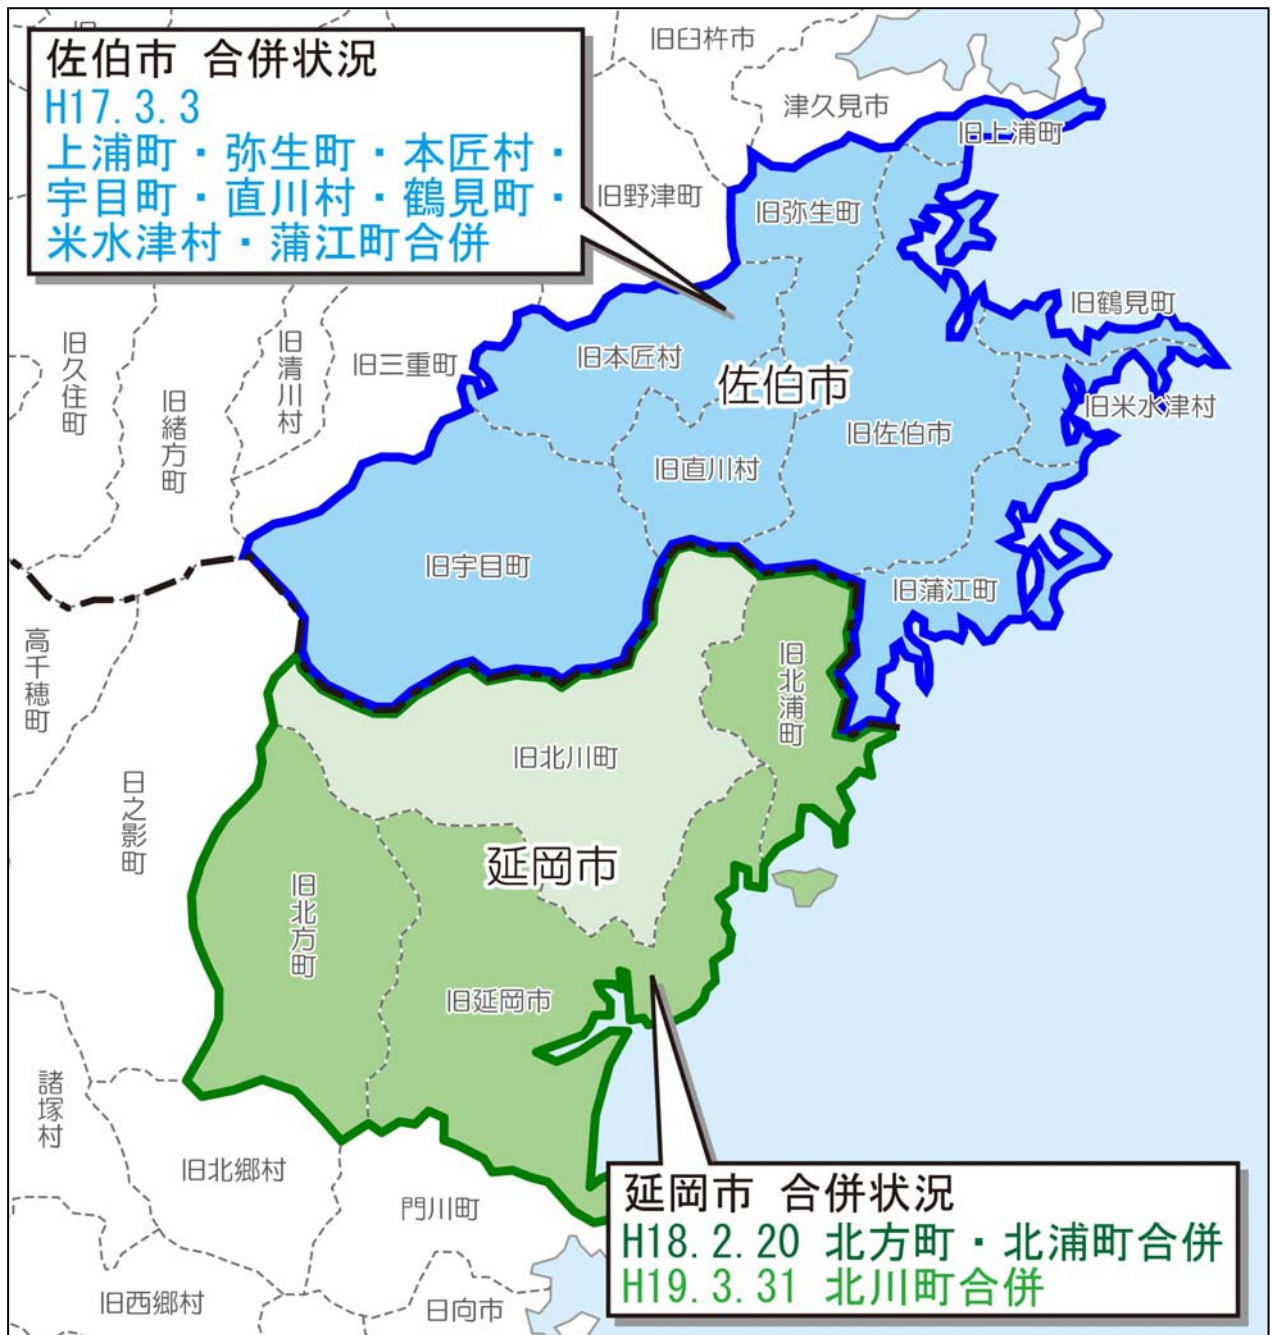 佐伯市 合併状況
H17.3.3
上浦町・弥生町・本匠村・
宇目町・直川村・鶴見町・
米水津村・蒲江町合併
旧臼杵市
津久見市
旧上浦町
旧野津町
旧弥生町
旧鶴見町
旧久住町
旧緒方町
旧清川村
旧三重町
旧本匠村
佐伯市
旧米水津村
旧佐伯市
旧直川村
旧宇目町
旧蒲江町
高千穂町
旧北浦町
旧北川町
日之影町
延岡市
旧北方町
旧延岡市
諸塚村
旧北郷村
門川町
旧西郷村
日向市
延岡市 合併状況
H18.2.20 北方町・北浦町合併
H19.3.31 北川町合併